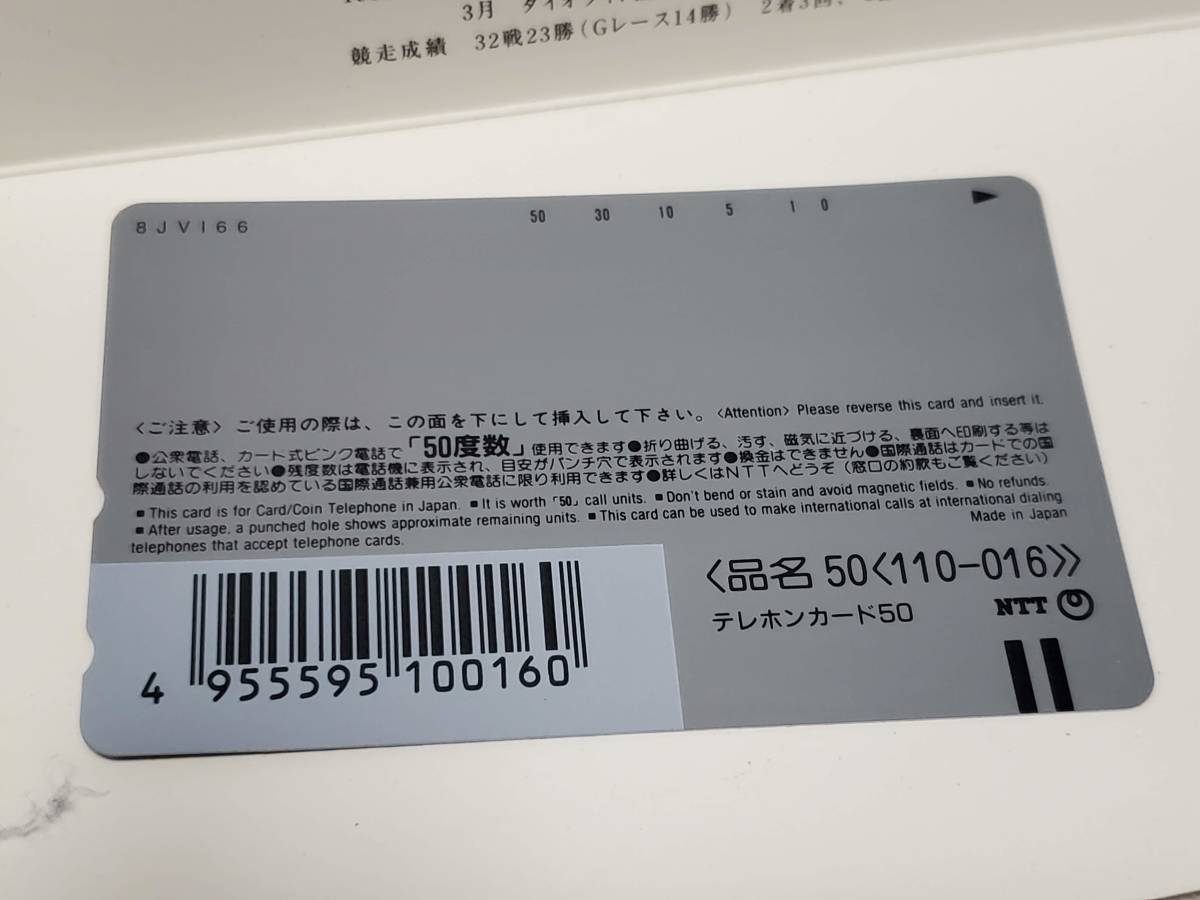 3月 ダイオ
競走成績 32戦23勝(Gレース14勝) 2着3回、
8JVI66
50 30 10 5 1 0
〈ご注意〉ご使用の際は、この面を下にして挿入して下さい。〈Attention〉Please reverse this card and insert it.
●公衆電話、カード式ピンク電話で「50度数」使用できます●折り曲げる、汚す、磁気に近づける、裏面へ印刷する等は
しないでください●残度数は電話機に表示され、目安がパンチ穴で表示されます●換金はできません●国際通話はカードでの国
際通話の利用を認めている国際通話兼用公衆電話に限り利用できます●詳しくはNTTへどうぞ(窓口の約款もご覧ください)
■ This card is for Card/Coin Telephone in Japan. ■ It is worth「50」call units. ■ Don't bend or stain and avoid magnetic fields. ■ No refunds.
■ After usage, a punched hole shows approximate remaining units. ■ This card can be used to make international calls at international dialing
telephones that accept telephone cards.
Made in Japan
〈品名 50〈110-016〉〉
テレホンカード50
NTT
4 955595 100160